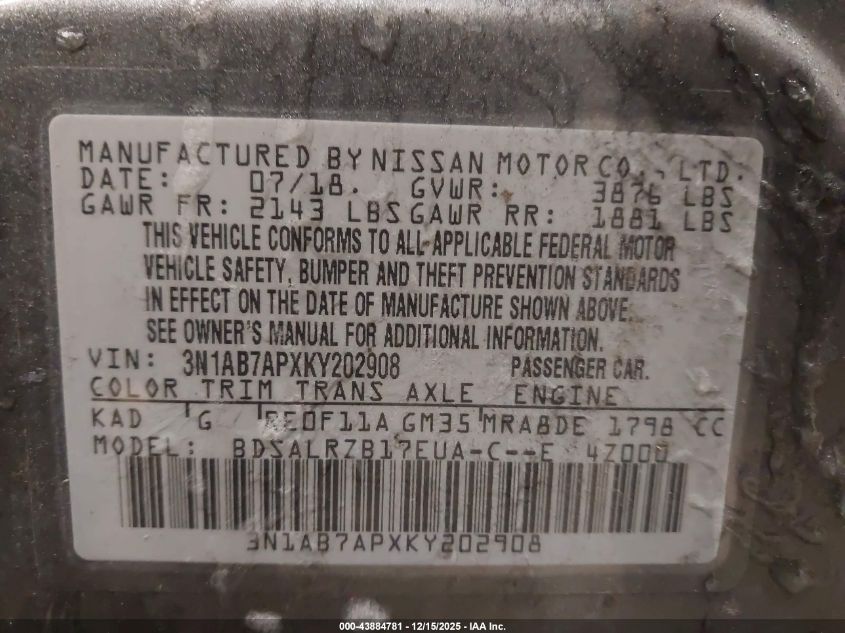 MANUFACTURED BY NISSAN MOTOR CO., LTD.
DATE: 07/18. GVWR: 3876 LBS
GAWR FR: 2143 LBS GAWR RR: 1881 LBS
THIS VEHICLE CONFORMS TO ALL APPLICABLE FEDERAL MOTOR
VEHICLE SAFETY, BUMPER AND THEFT PREVENTION STANDARDS
IN EFFECT ON THE DATE OF MANUFACTURE SHOWN ABOVE.
SEE OWNER'S MANUAL FOR ADDITIONAL INFORMATION.
VIN: 3N1AB7APXKY202908 PASSENGER CAR.
COLOR TRIM TRANS AXLE ENGINE
KAD G RE0F11A GM35 MRA8DE 1798 CC
MODEL: BDSALRZB17EUA-C--E 4Z000
3N1AB7APXKY202908
000-43884781 - 12/15/2025 - IAA Inc.